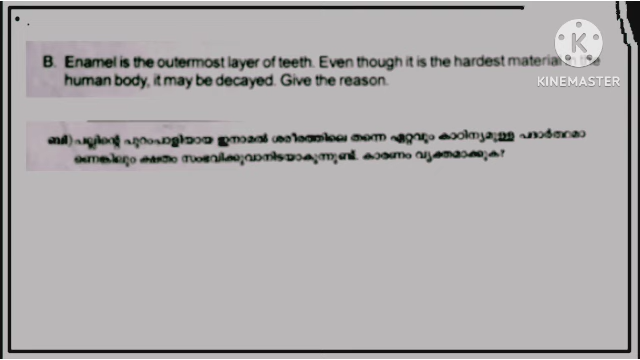 B. Enamel is the outermost layer of teeth. Even though it is the hardest material in the
human body, it may be decayed. Give the reason.
ബി) പല്ലിന്റെ പുറംപാളിയായ ഇനാമൽ ശരീരത്തിലെ തന്നെ ഏറ്റവും കാഠിന്യമുള്ള പദാർത്ഥമാ
ണെങ്കിലും ക്ഷതം സംഭവിക്കുവാനിടയാകുന്നുണ്ട്. കാരണം വ്യക്തമാക്കുക?
KINEMASTER